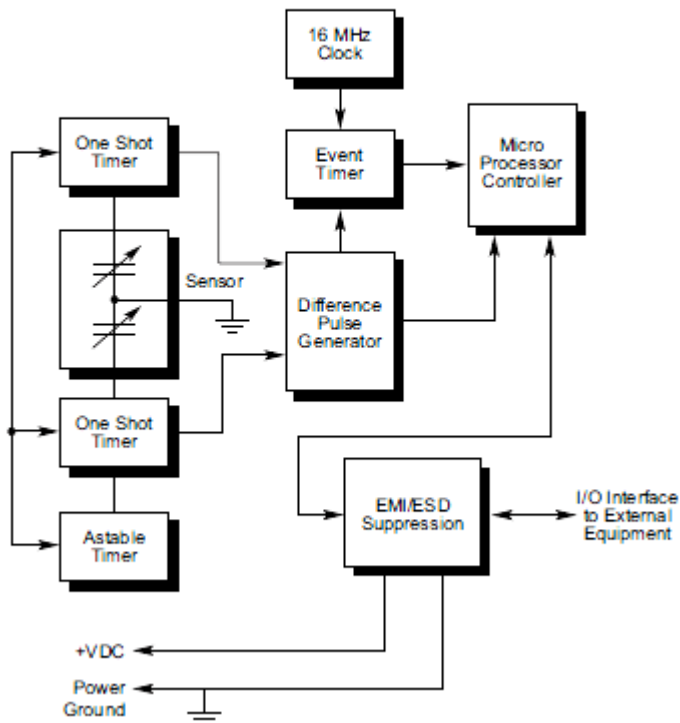 16 MHz
Clock
One Shot
Timer
Event
Timer
Micro
Processor
Controller
Sensor
Difference
Pulse
Generator
One Shot
Timer
EMI/ESD
Suppression
I/O Interface
to External
Equipment
Astable
Timer
+VDC
Power
Ground